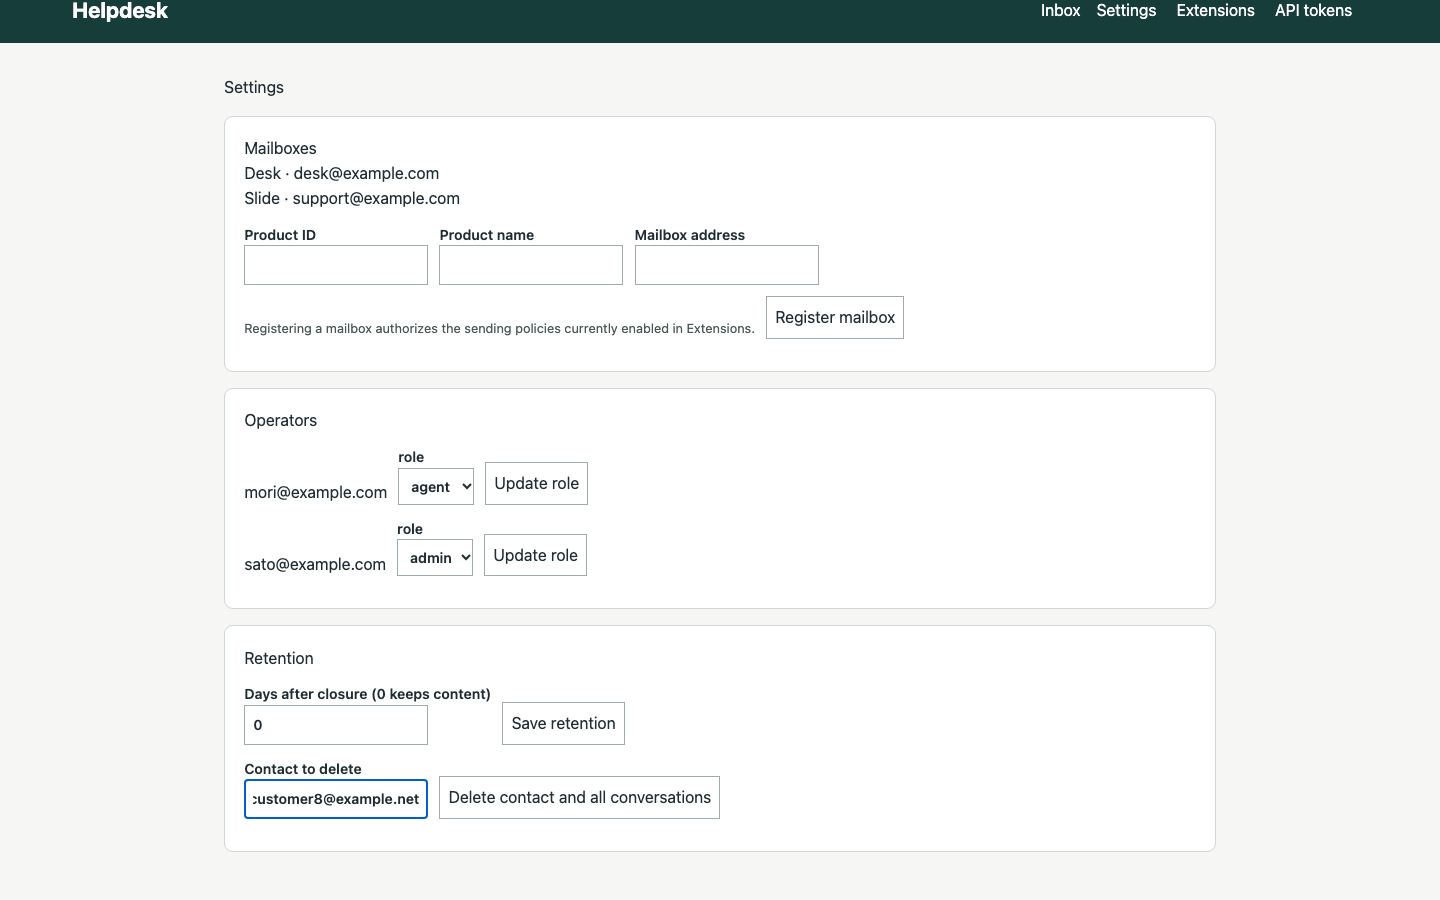 Helpdesk
Inbox Settings Extensions API tokens
Settings
Mailboxes
Desk · desk@example.com
Slide · support@example.com
Product ID Product name Mailbox address
Registering a mailbox authorizes the sending policies currently enabled in Extensions. Register mailbox
Operators
role
mori@example.com agent Update role
role
sato@example.com admin Update role
Retention
Days after closure (0 keeps content)
0 Save retention
Contact to delete
customer8@example.net Delete contact and all conversations